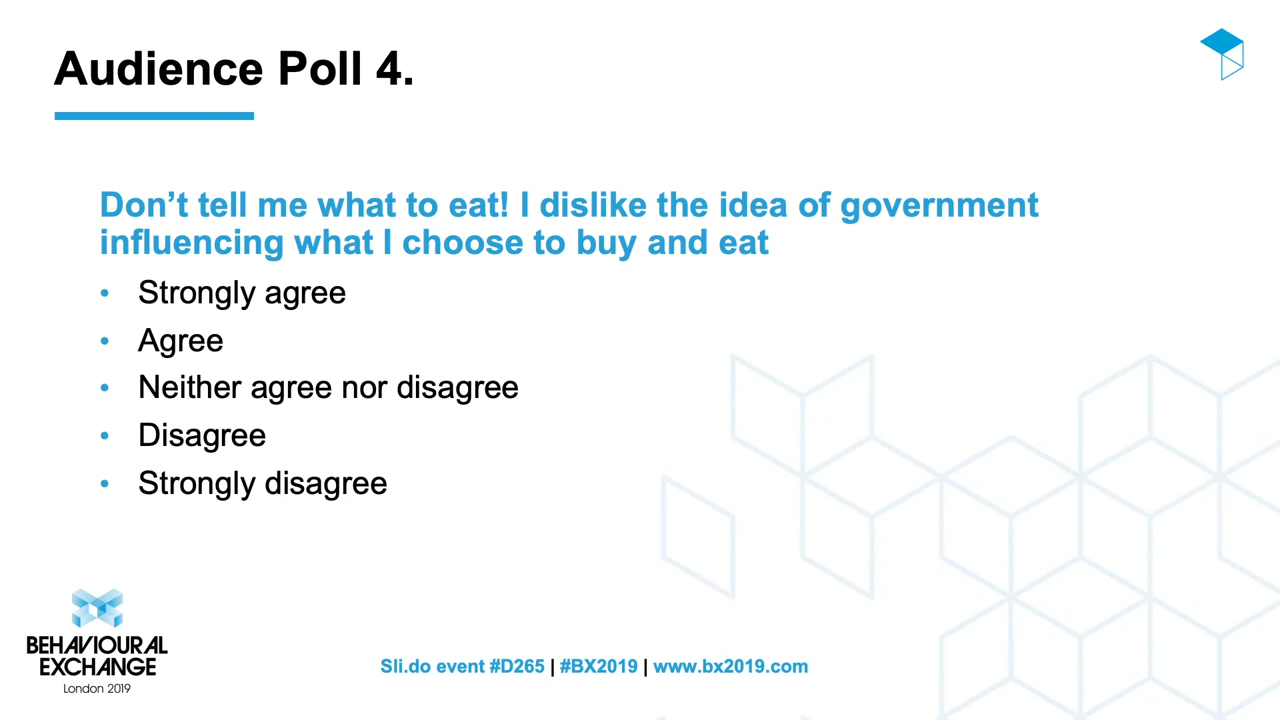 Audience Poll 4.
Don’t tell me what to eat! I dislike the idea of government
influencing what I choose to buy and eat
• Strongly agree
• Agree
• Neither agree nor disagree
• Disagree
• Strongly disagree
BEHAVIOURAL
EXCHANGE
London 2019
Sli.do event #D265 | #BX2019 | www.bx2019.com